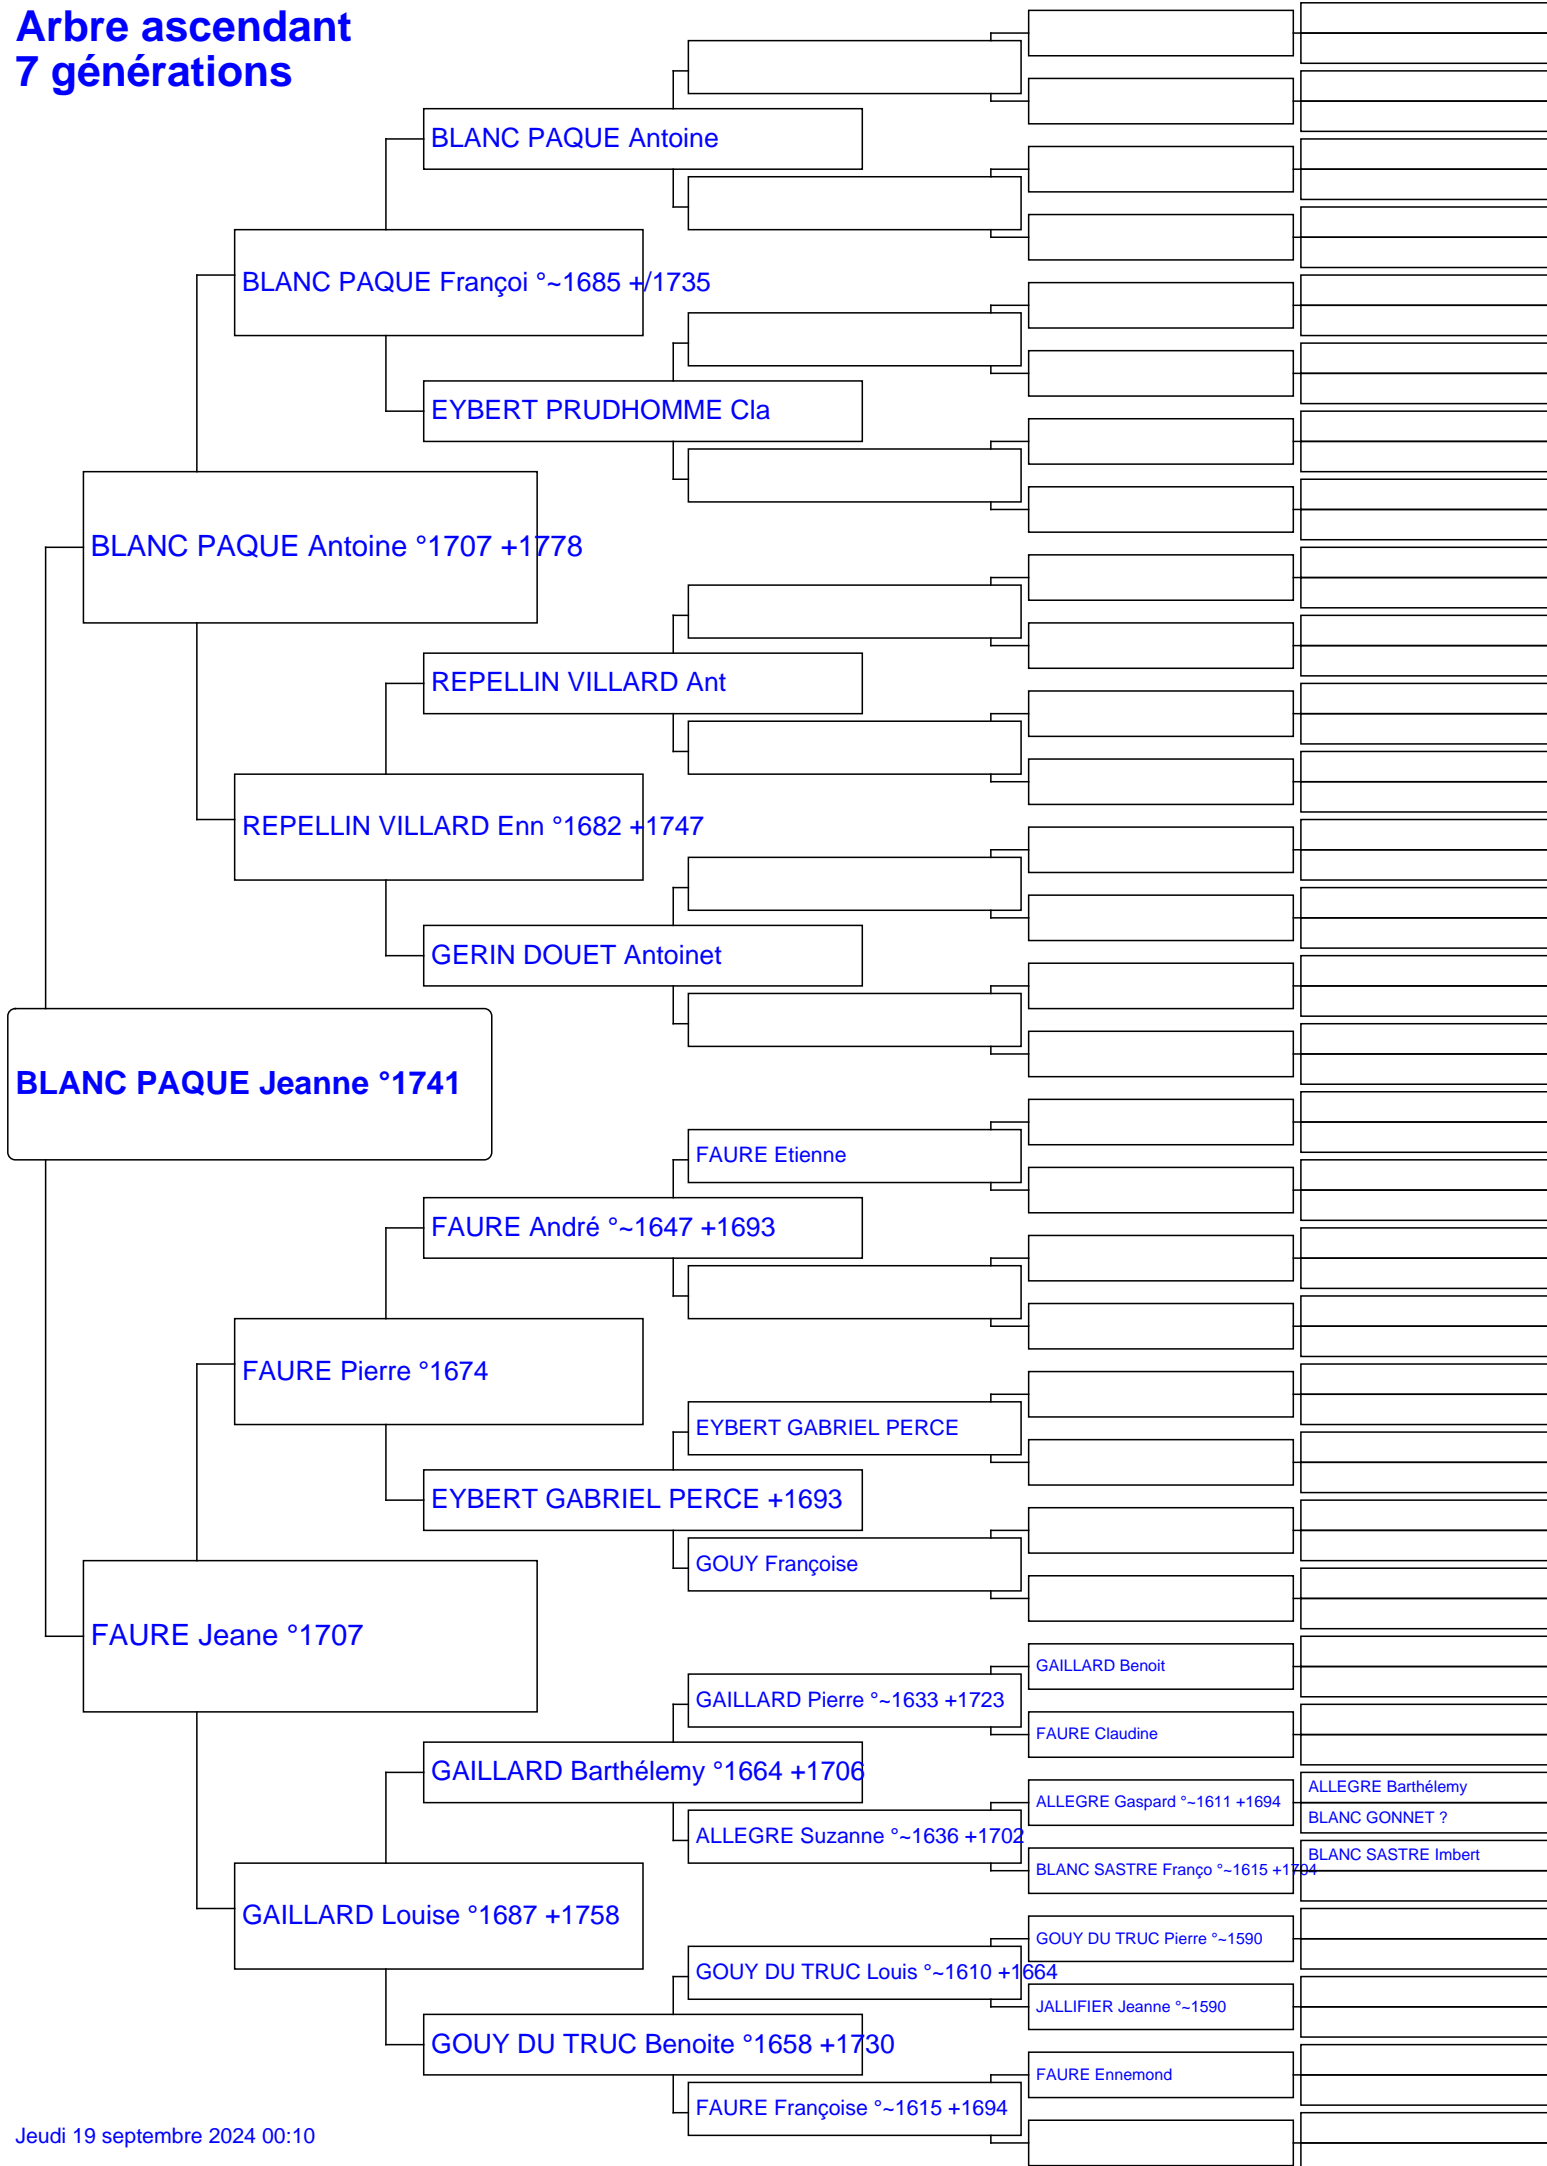 Arbre ascendant
7 générations
BLANC PAQUE Antoine
BLANC PAQUE Françoi °~1685 +/1735
EYBERT PRUDHOMME Cla
BLANC PAQUE Antoine °1707 +1778
REPELLIN VILLARD Ant
REPELLIN VILLARD Enn °1682 +1747
GERIN DOUET Antoinet
BLANC PAQUE Jeanne °1741
FAURE Etienne
FAURE André °~1647 +1693
FAURE Pierre °1674
EYBERT GABRIEL PERCE
EYBERT GABRIEL PERCE +1693
GOUY Françoise
FAURE Jeane °1707
GAILLARD Benoit
GAILLARD Pierre °~1633 +1723
FAURE Claudine
GAILLARD Barthélemy °1664 +1706
ALLEGRE Barthélemy
ALLEGRE Gaspard °~1611 +1694
BLANC GONNET ?
ALLEGRE Suzanne °~1636 +1702
BLANC SASTRE Imbert
BLANC SASTRE Franço °~1615 +1704
GAILLARD Louise °1687 +1758
GOUY DU TRUC Pierre °~1590
GOUY DU TRUC Louis °~1610 +1664
JALLIFIER Jeanne °~1590
GOUY DU TRUC Benoite °1658 +1730
FAURE Ennemond
FAURE Françoise °~1615 +1694
Jeudi 19 septembre 2024 00:10